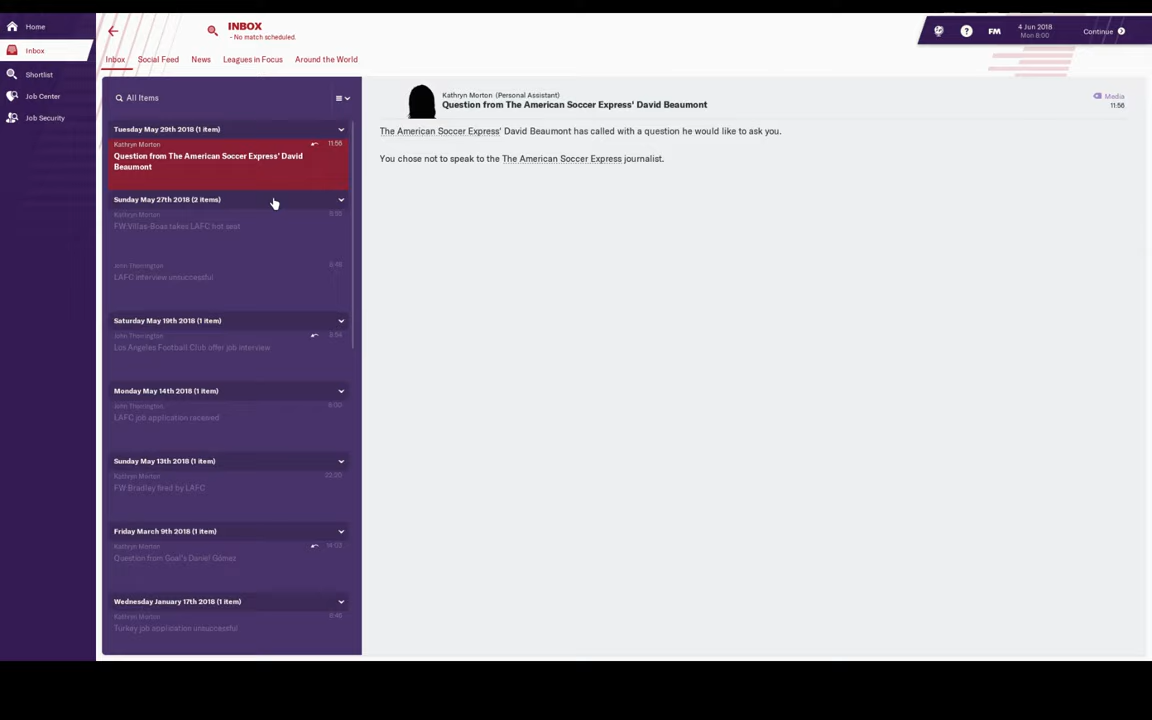 Home
Inbox
Shortlist
Job Center
Job Security
INBOX
- No match scheduled.
FM
4 Jun 2018
Mon 8:00
Continue
Inbox
Social Feed
News
Leagues in Focus
Around the World
All Items
Tuesday May 29th 2018 (1 item)
Kathryn Morton
11:56
Question from The American Soccer Express' David
Beaumont
Sunday May 27th 2018 (2 items)
Kathryn Morton
FW: Villas-Boas takes LAFC hot seat
John Thorrington
LAFC interview unsuccessful
Saturday May 19th 2018 (1 item)
John Thorrington
Los Angeles Football Club offer job interview
Monday May 14th 2018 (1 item)
John Thorrington
LAFC job application received
Sunday May 13th 2018 (1 item)
Kathryn Morton
FW: Bradley fired by LAFC
Friday March 9th 2018 (1 item)
Kathryn Morton
14:03
Question from Goal's Daniel Gómez
Wednesday January 17th 2018 (1 item)
Kathryn Morton
Turkey job application unsuccessful
Kathryn Morton (Personal Assistant)
Question from The American Soccer Express' David Beaumont
Media
11:56
The American Soccer Express' David Beaumont has called with a question he would like to ask you.
You chose not to speak to the The American Soccer Express journalist.